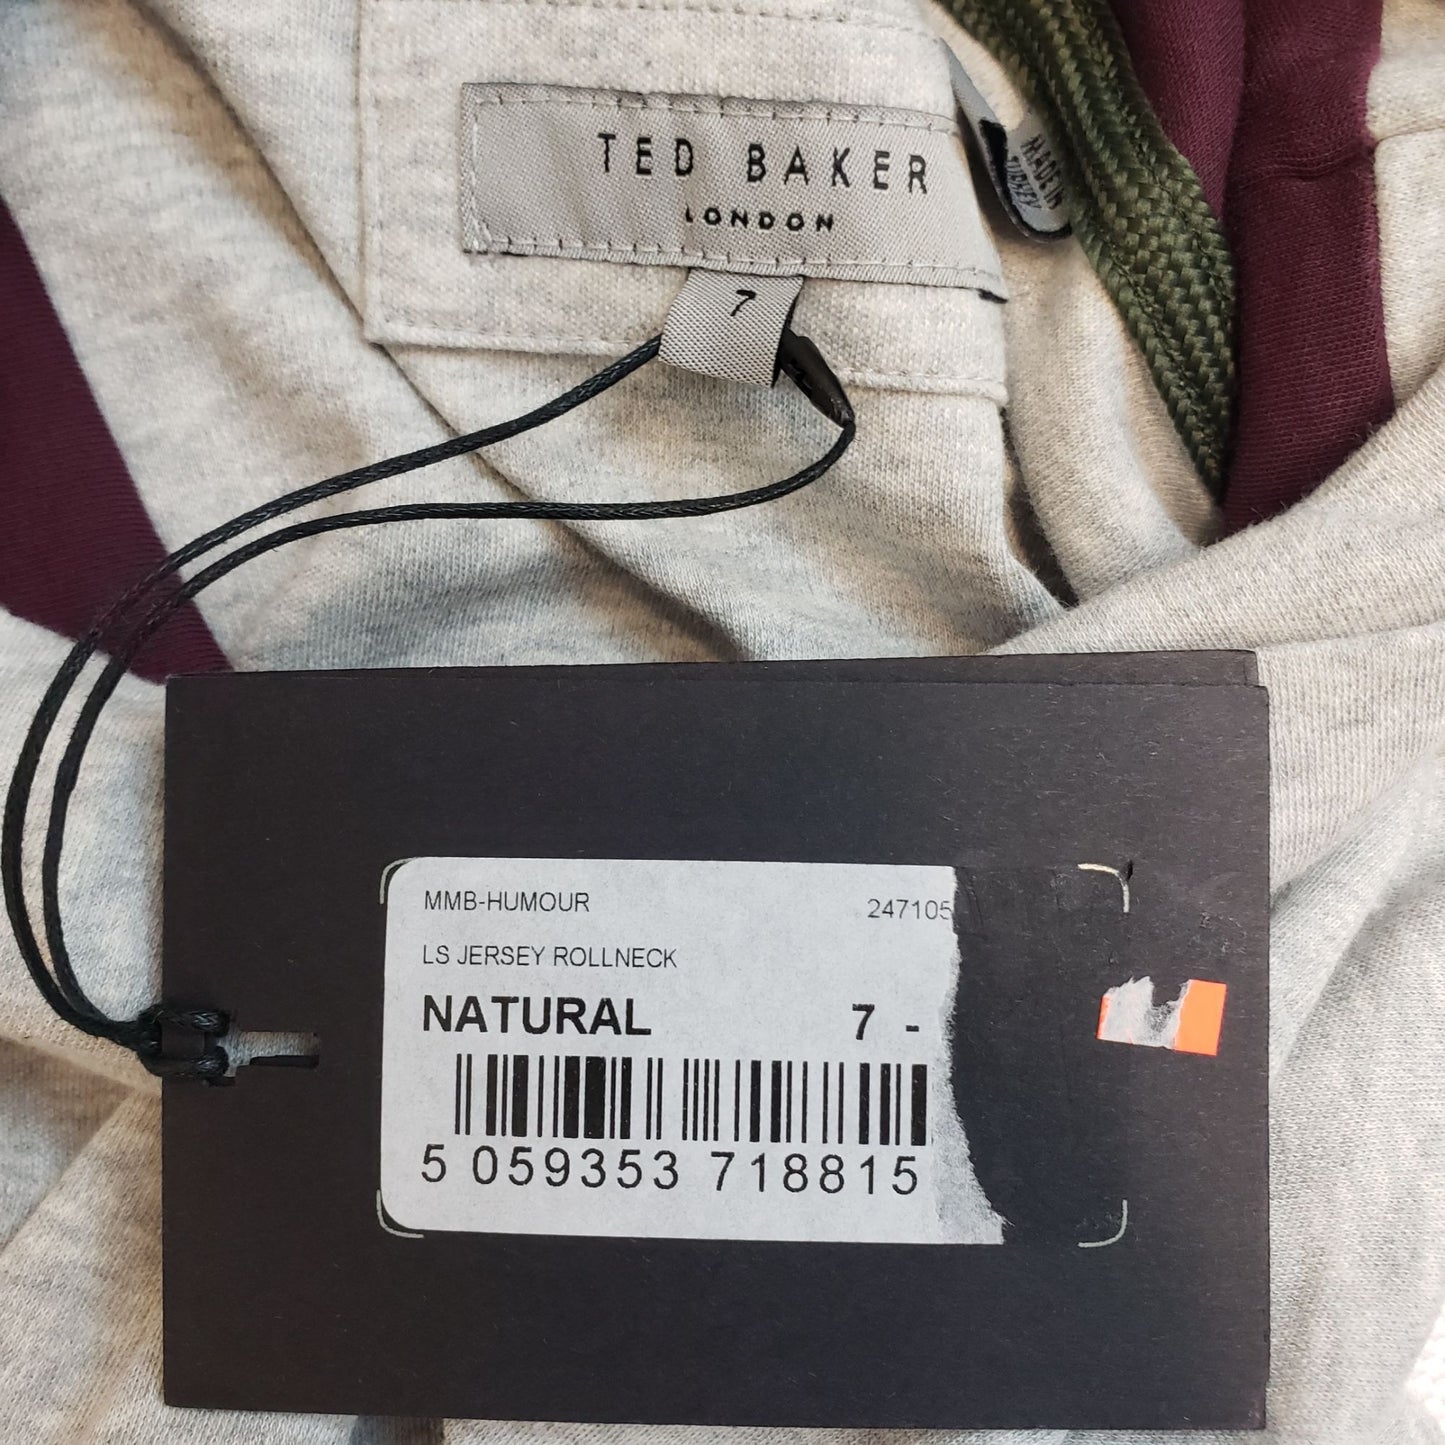 TED BAKER
LONDON
MADE IN
TURKEY
7
MMB-HUMOUR 247105
LS JERSEY ROLLNECK
NATURAL 7 -
5 059353 718815